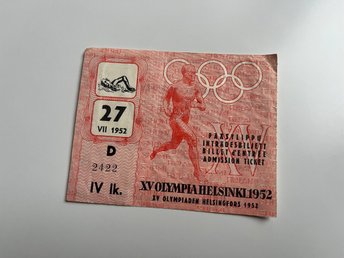 27
VII 1952
D
2422
IV lk.
XV
PÄÄSYLIPPU
INTRÄDESBILJETT
BILLET D'ENTRÉE
ADMISSION TICKET
XV OLYMPIA HELSINKI 1952
XV OLYMPIADEN HELSINGFORS 1952